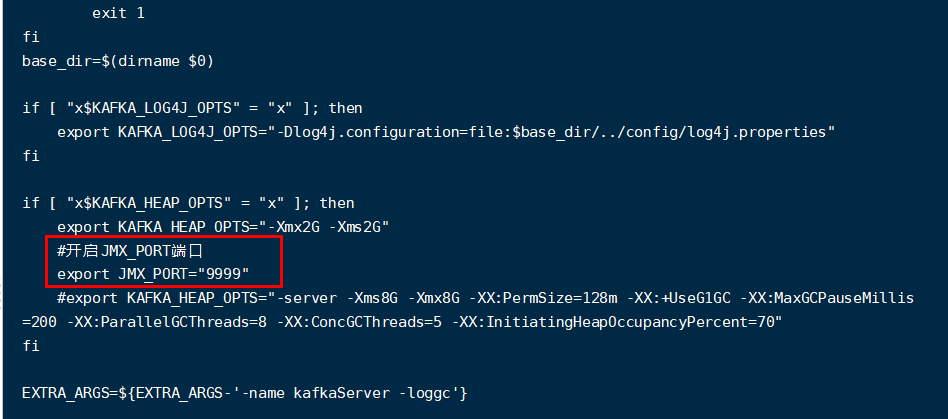 exit 1
fi
base_dir=$(dirname $0)
if [ "x$KAFKA_LOG4J_OPTS" = "x" ]; then
export KAFKA_LOG4J_OPTS="-Dlog4j.configuration=file:$base_dir/../config/log4j.properties"
fi
if [ "x$KAFKA_HEAP_OPTS" = "x" ]; then
export KAFKA_HEAP_OPTS="-Xmx2G -Xms2G"
#开启JMX_PORT端口
export JMX_PORT="9999"
#export KAFKA_HEAP_OPTS="-server -Xms8G -Xmx8G -XX:PermSize=128m -XX:+UseG1GC -XX:MaxGCPauseMillis
=200 -XX:ParallelGCThreads=8 -XX:ConcGCThreads=5 -XX:InitiatingHeapOccupancyPercent=70"
fi
EXTRA_ARGS=${EXTRA_ARGS-'-name kafkaServer -loggc'}